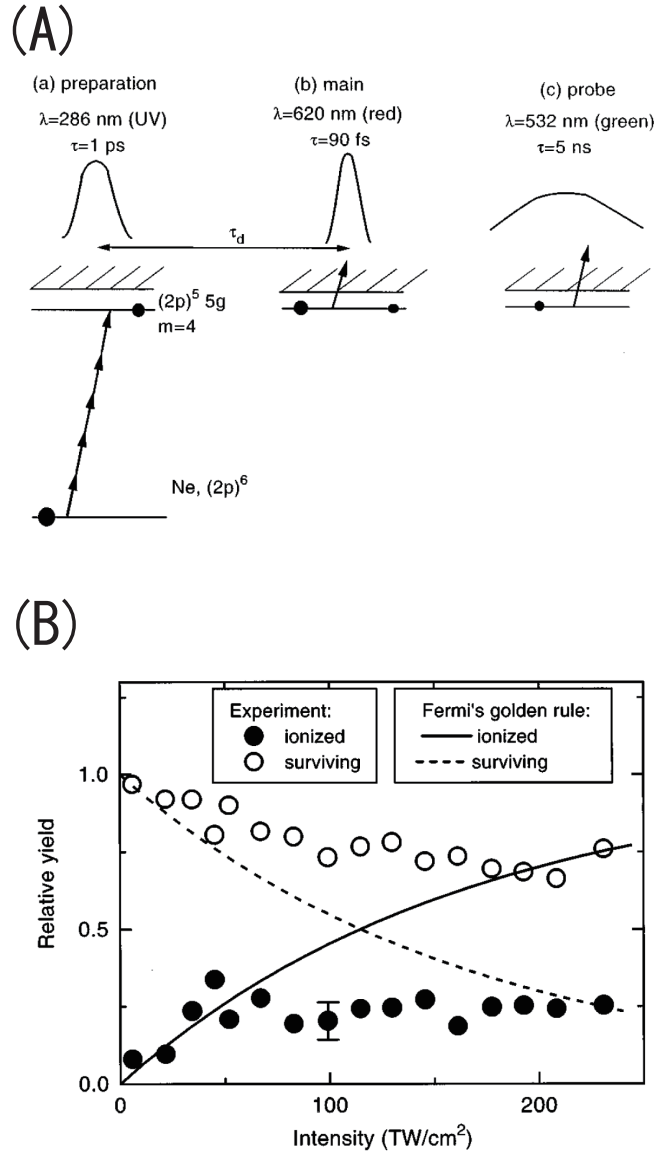 (A)
(a) preparation
λ=286 nm (UV)
τ=1 ps
(b) main
λ=620 nm (red)
τ=90 fs
(c) probe
λ=532 nm (green)
τ=5 ns
τd
(2p)⁵ 5g
m=4
Ne, (2p)⁶
(B)
Experiment:
ionized
surviving
Fermi's golden rule:
ionized
surviving
1.0
0.5
0.0
Relative yield
0
100
200
Intensity (TW/cm²)